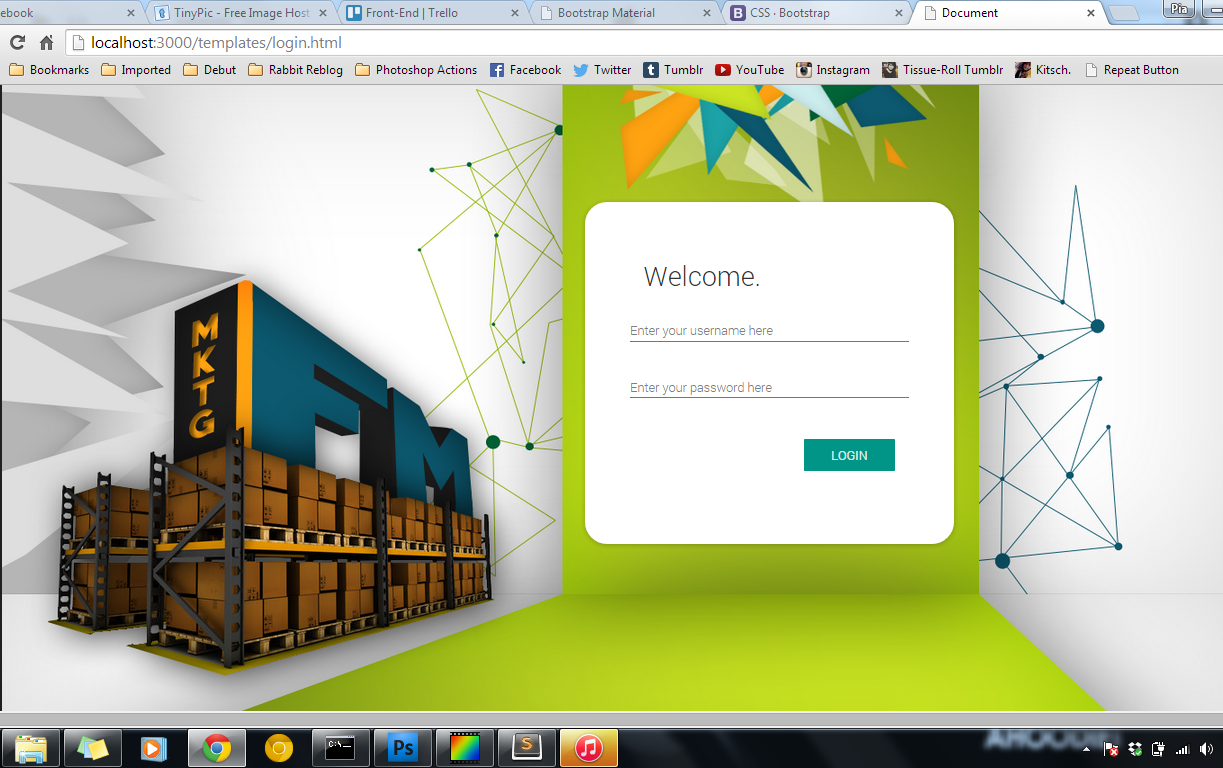 ebook
TinyPic - Free Image Host
Front-End | Trello
Bootstrap Material
CSS · Bootstrap
Document
Pia
localhost:3000/templates/login.html
Bookmarks
Imported
Debut
Rabbit Reblog
Photoshop Actions
Facebook
Twitter
Tumblr
YouTube
Instagram
Tissue-Roll Tumblr
Kitsch.
Repeat Button
MKTG
FIM
Welcome.
Enter your username here
Enter your password here
LOGIN
C:\_
Ps
S